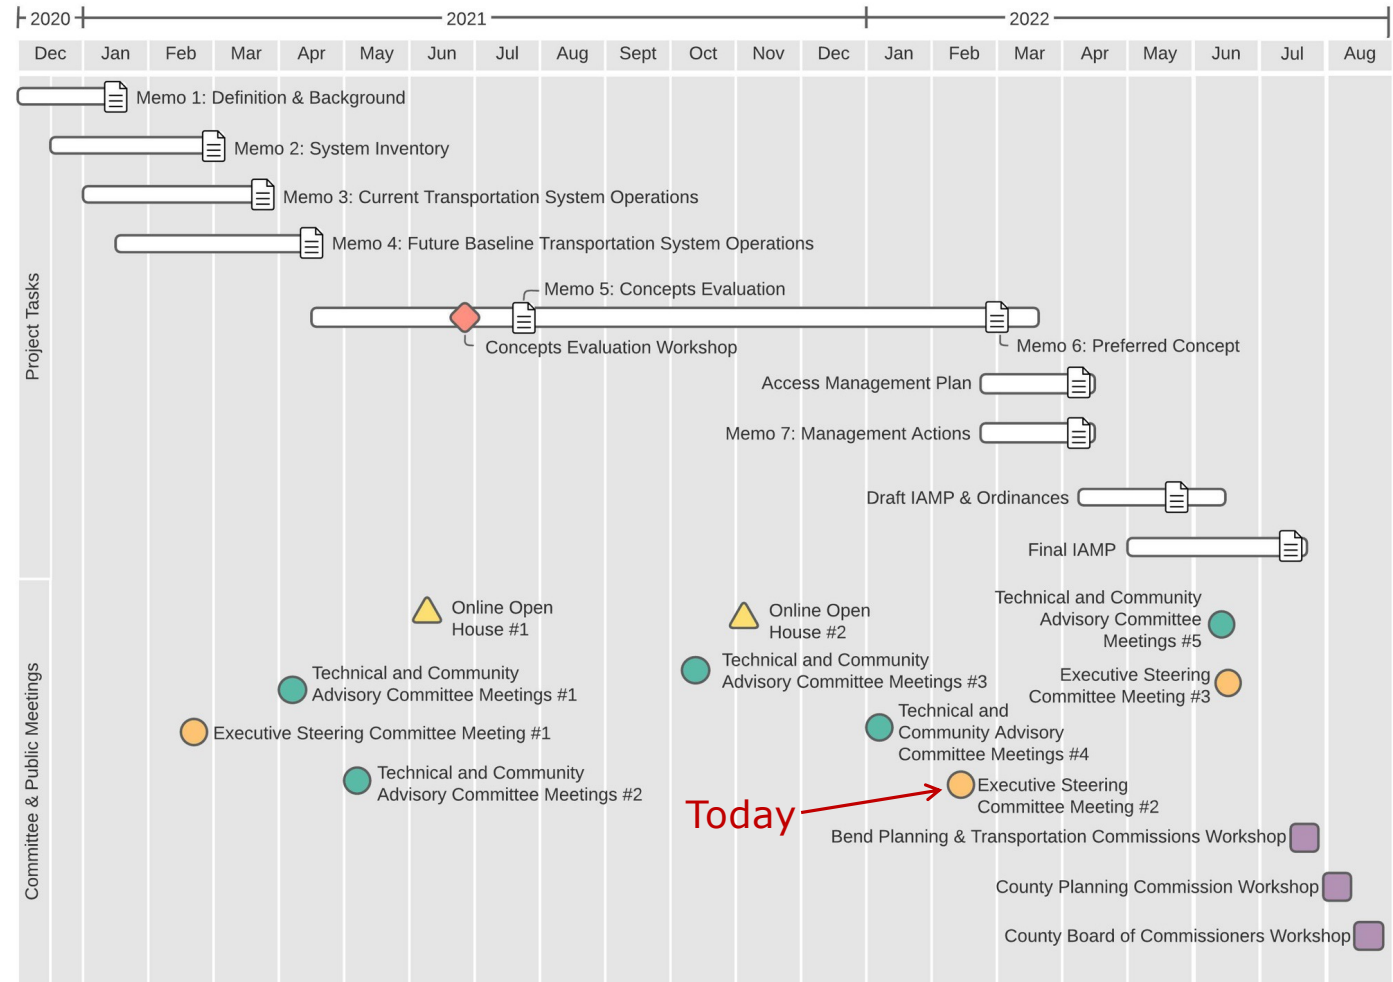 2020 2021 2022
Dec Jan Feb Mar Apr May Jun Jul Aug Sept Oct Nov Dec Jan Feb Mar Apr May Jun Jul Aug
Project Tasks
Memo 1: Definition & Background
Memo 2: System Inventory
Memo 3: Current Transportation System Operations
Memo 4: Future Baseline Transportation System Operations
Memo 5: Concepts Evaluation
Concepts Evaluation Workshop
Memo 6: Preferred Concept
Access Management Plan
Memo 7: Management Actions
Draft IAMP & Ordinances
Final IAMP
Committee & Public Meetings
Online Open
House #1
Online Open
House #2
Technical and Community
Advisory Committee
Meetings #5
Technical and Community
Advisory Committee Meetings #1
Technical and Community
Advisory Committee Meetings #3
Executive Steering
Committee Meeting #3
Executive Steering Committee Meeting #1
Technical and
Community Advisory
Committee Meetings #4
Technical and Community
Advisory Committee Meetings #2
Today
Executive Steering
Committee Meeting #2
Bend Planning & Transportation Commissions Workshop
County Planning Commission Workshop
County Board of Commissioners Workshop